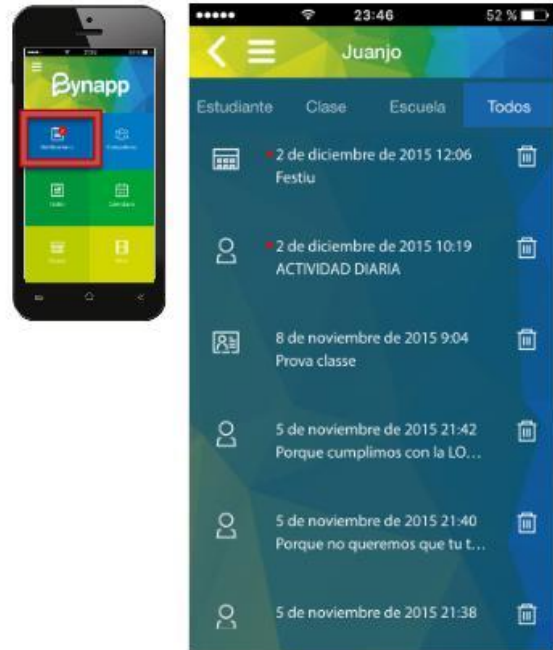 Bynapp
23:46
52 %
Juanjo
Estudiante
Clase
Escuela
Todos
2 de diciembre de 2015 12:06
Festiu
2 de diciembre de 2015 10:19
ACTIVIDAD DIARIA
8 de noviembre de 2015 9:04
Prova classe
5 de noviembre de 2015 21:42
Porque cumplimos con la LO...
5 de noviembre de 2015 21:40
Porque no queremos que tu t...
5 de noviembre de 2015 21:38